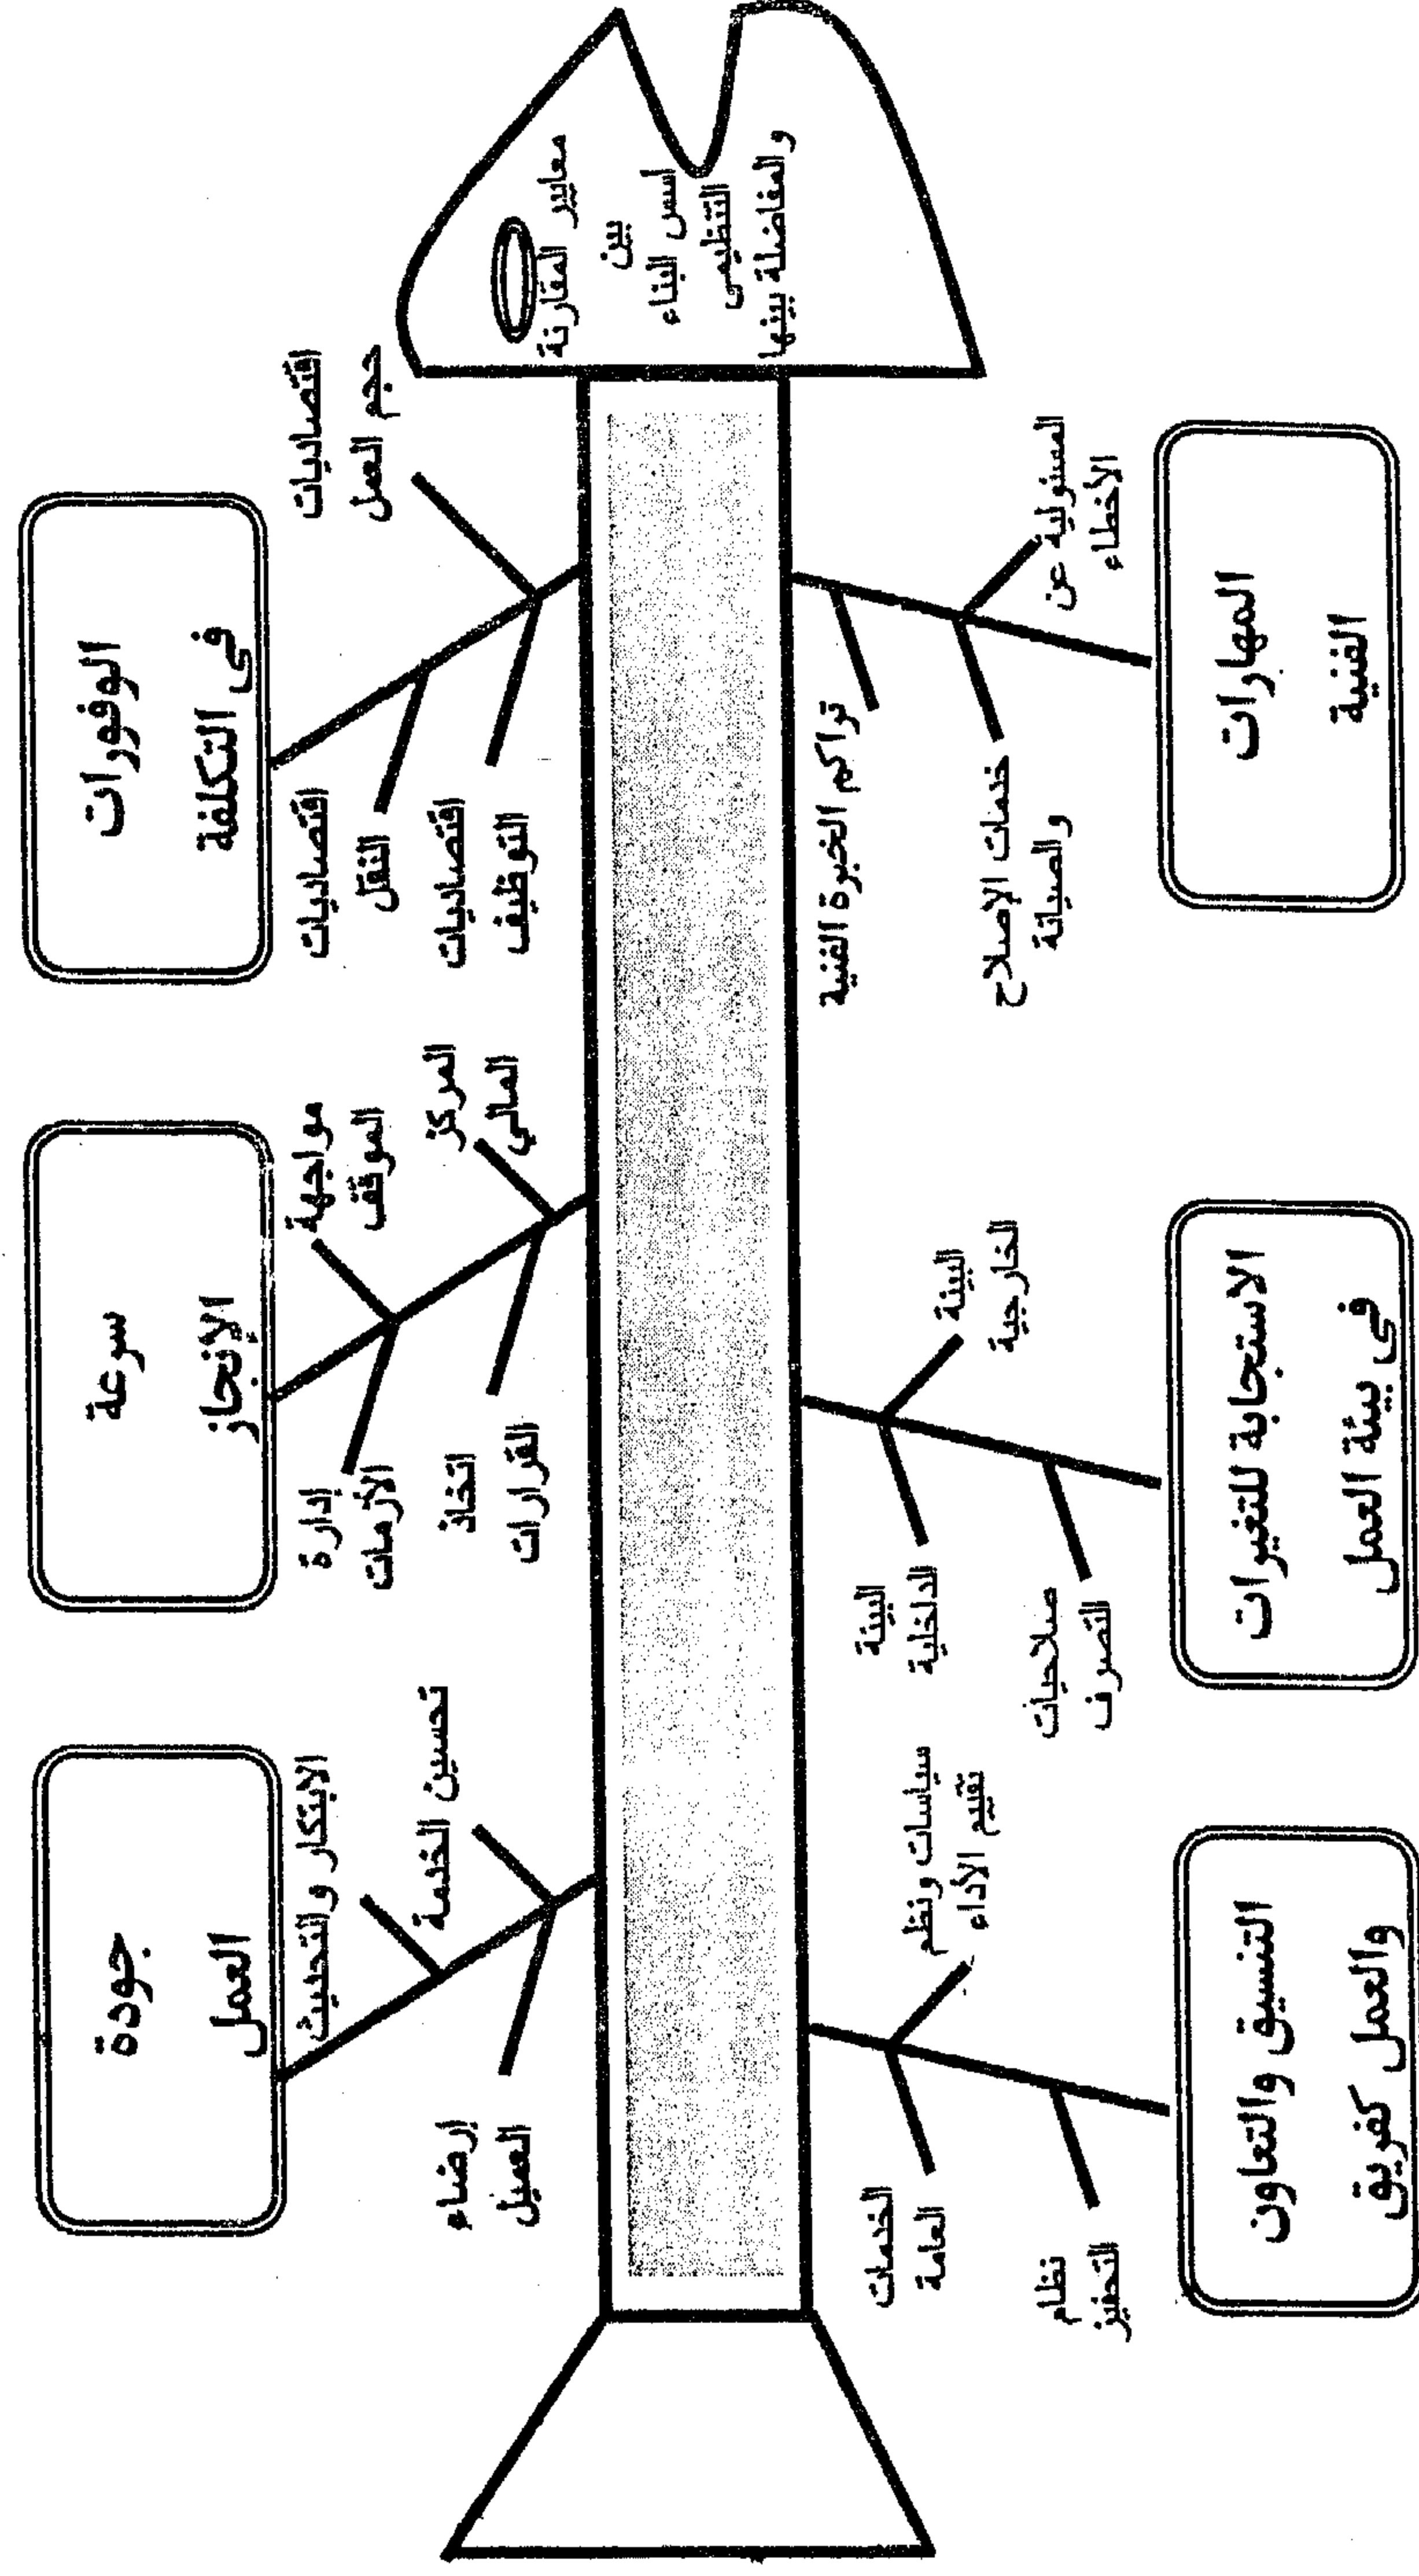 معايير المقارنة
بين
أسس البناء
التنظيمى
والمفاضلة بينها
الوفورات
فى التكلفة
اقتصاديات
حجم العمل
اقتصاديات
النقل
اقتصاديات
التوظيف
سرعة
الإنجاز
مواجهة
الموقف
المركز
المالي
إدارة
الأزمات
اتخاذ
القرارات
جودة
العمل
الابتكار والتحديث
تحسين الخدمة
إرضاء
العميل
المهارات
الفنية
المسئولية عن
الأخطاء
تراكم الخبرة الفنية
خدمات الإصلاح
والصيانة
الاستجابة للتغيرات
فى بيئة العمل
البيئة
الخارجية
البيئة
الداخلية
صلاحيات
التصرف
التنسيق والتعاون
والعمل كفريق
سياسات ونظم
تقييم الأداء
الخدمات
العامة
نظام
التحفيز